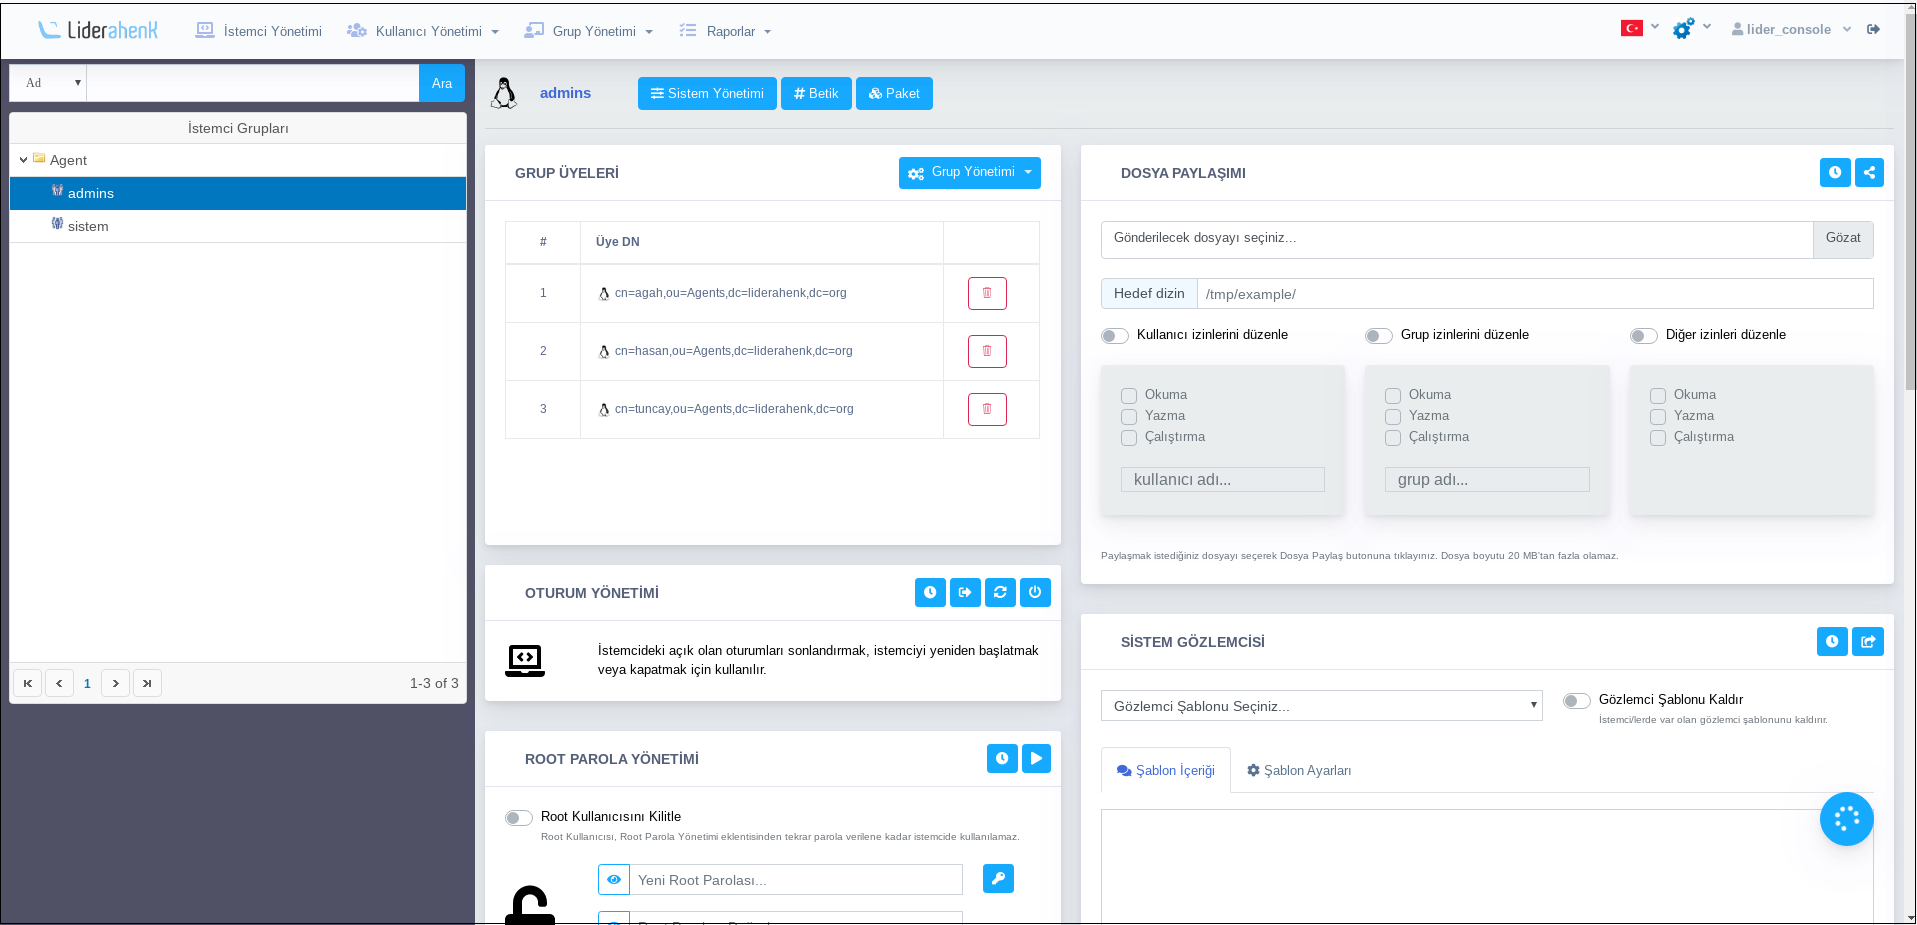 Liderahenk
İstemci Yönetimi
Kullanıcı Yönetimi
Grup Yönetimi
Raporlar
lider_console
Ad
Ara
İstemci Grupları
Agent
admins
sistem
1
1-3 of 3
admins
Sistem Yönetimi
Betik
Paket
GRUP ÜYELERİ
Grup Yönetimi
# Üye DN
1 cn=agah,ou=Agents,dc=liderahenk,dc=org
2 cn=hasan,ou=Agents,dc=liderahenk,dc=org
3 cn=tuncay,ou=Agents,dc=liderahenk,dc=org
OTURUM YÖNETİMİ
İstemcideki açık olan oturumları sonlandırmak, istemciyi yeniden başlatmak
veya kapatmak için kullanılır.
ROOT PAROLA YÖNETİMİ
Root Kullanıcısını Kilitle
Root Kullanıcısı, Root Parola Yönetimi eklentisinden tekrar parola verilene kadar istemcide kullanılamaz.
Yeni Root Parolası...
DOSYA PAYLAŞIMI
Gönderilecek dosyayı seçiniz...
Gözat
Hedef dizin
/tmp/example/
Kullanıcı izinlerini düzenle
Grup izinlerini düzenle
Diğer izinleri düzenle
Okuma
Yazma
Çalıştırma
kullanıcı adı...
Okuma
Yazma
Çalıştırma
grup adı...
Okuma
Yazma
Çalıştırma
Paylaşmak istediğiniz dosyayı seçerek Dosya Paylaş butonuna tıklayınız. Dosya boyutu 20 MB'tan fazla olamaz.
SİSTEM GÖZLEMCİSİ
Gözlemci Şablonu Seçiniz...
Gözlemci Şablonu Kaldır
İstemci/lerde var olan gözlemci şablonunu kaldırır.
Şablon İçeriği
Şablon Ayarları